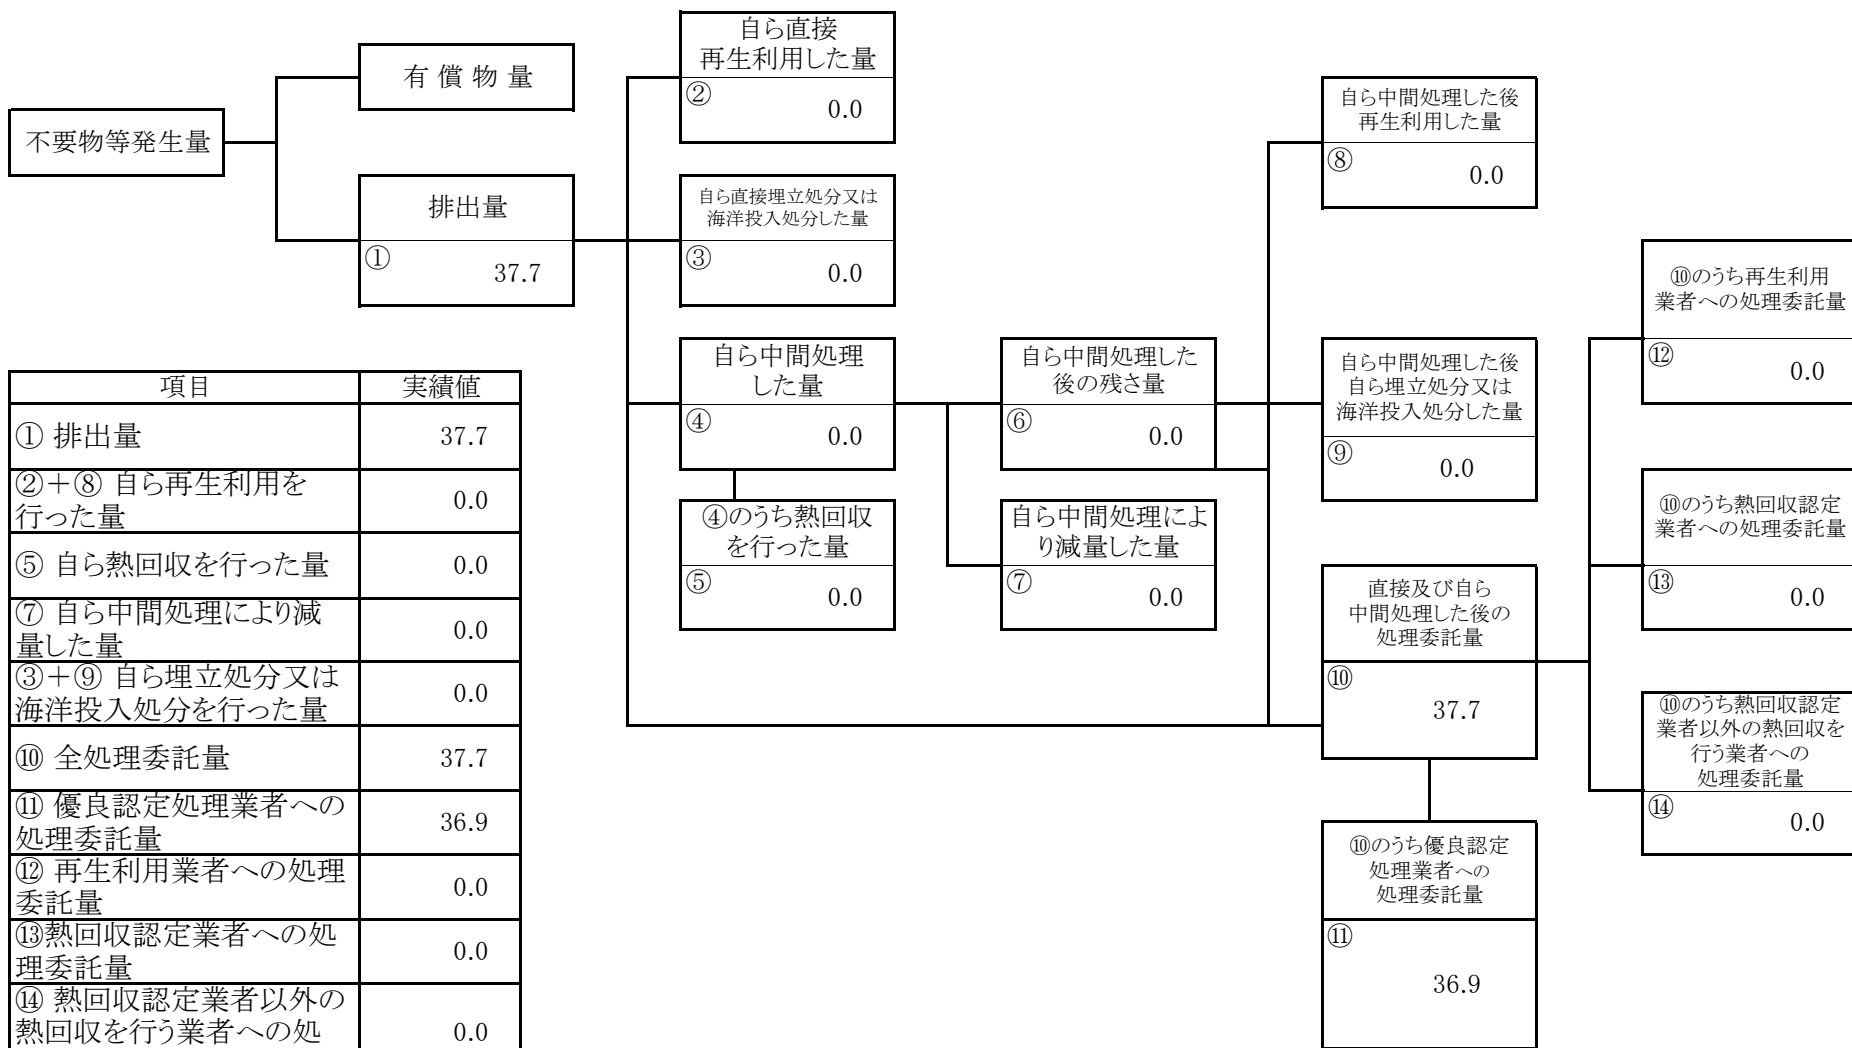 不要物等発生量
有償物量
排出量
①
37.7
自ら直接
再生利用した量
②
0.0
自ら直接埋立処分又は
海洋投入処分した量
③
0.0
自ら中間処理
した量
④
0.0
④のうち熱回収
を行った量
⑤
0.0
自ら中間処理した
後の残さ量
⑥
0.0
自ら中間処理によ
り減量した量
⑦
0.0
自ら中間処理した後
再生利用した量
⑧
0.0
自ら中間処理した後
自ら埋立処分又は
海洋投入処分した量
⑨
0.0
直接及び自ら
中間処理した後の
処理委託量
⑩
37.7
⑩のうち優良認定
処理業者への
処理委託量
⑪
36.9
⑩のうち再生利用
業者への処理委託量
⑫
0.0
⑩のうち熱回収認定
業者への処理委託量
⑬
0.0
⑩のうち熱回収認定
業者以外の熱回収を
行う業者への
処理委託量
⑭
0.0
項目 実績値
① 排出量 37.7
②+⑧ 自ら再生利用を
行った量 0.0
⑤ 自ら熱回収を行った量 0.0
⑦ 自ら中間処理により減
量した量 0.0
③+⑨ 自ら埋立処分又は
海洋投入処分を行った量 0.0
⑩ 全処理委託量 37.7
⑪ 優良認定処理業者への
処理委託量 36.9
⑫ 再生利用業者への処理
委託量 0.0
⑬熱回収認定業者への処
理委託量 0.0
⑭ 熱回収認定業者以外の
熱回収を行う業者への処 0.0